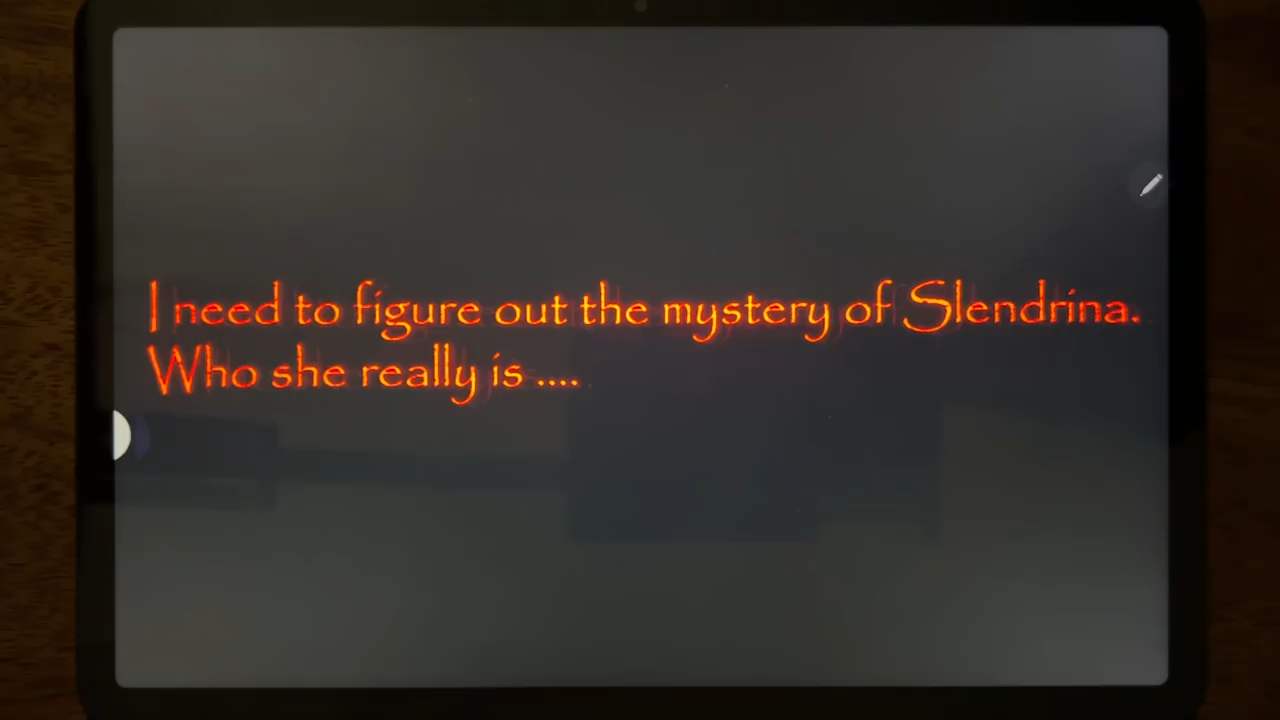 I need to figure out the mystery of Slendrina.
Who she really is ....